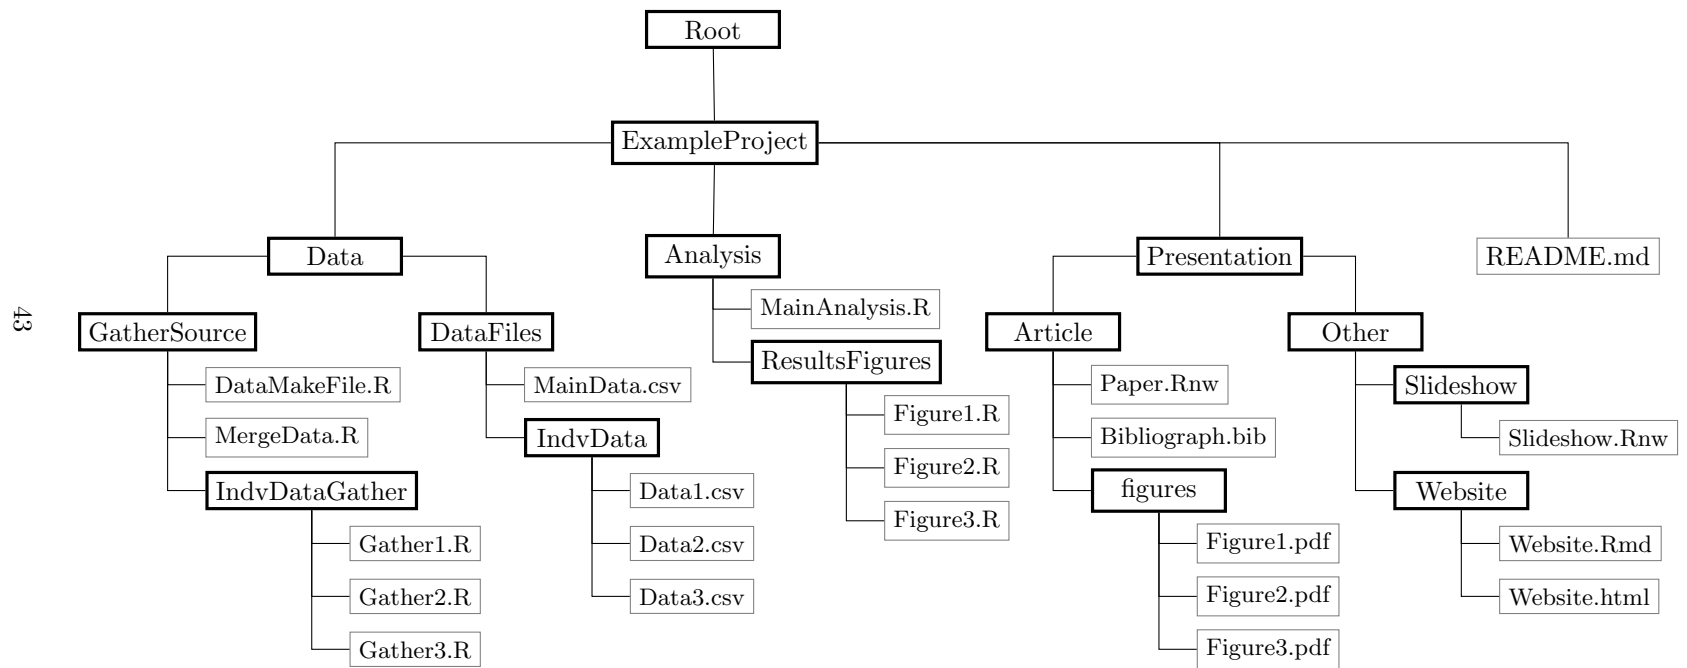 Root
ExampleProject
Data
Analysis
Presentation
README.md
GatherSource
DataMakeFile.R
MergeData.R
IndvDataGather
Gather1.R
Gather2.R
Gather3.R
DataFiles
MainData.csv
IndvData
Data1.csv
Data2.csv
Data3.csv
MainAnalysis.R
ResultsFigures
Figure1.R
Figure2.R
Figure3.R
Article
Paper.Rnw
Bibliograph.bib
figures
Figure1.pdf
Figure2.pdf
Figure3.pdf
Other
Slideshow
Slideshow.Rnw
Website
Website.Rmd
Website.html
43